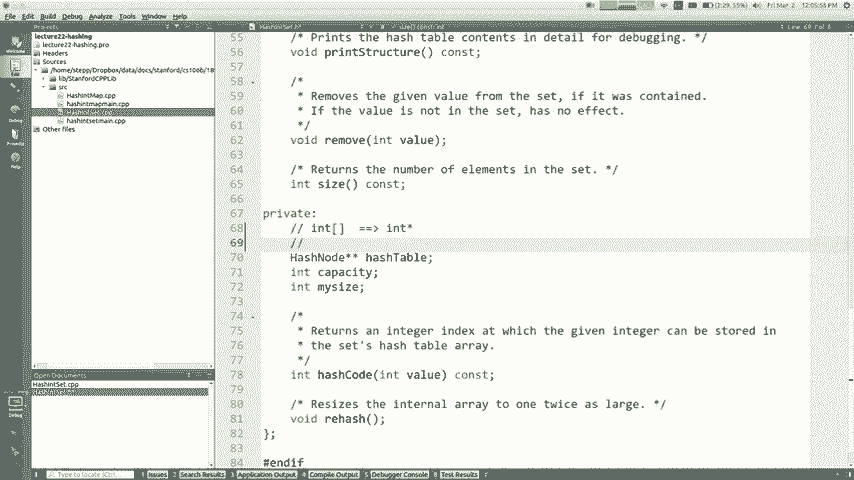 File Edit Build Debug Analyze Tools Window Help
(2:29, 55%) Fri Mar 2 12:05:55 PM
Projects
Line 69 Col 8
Welcome
lecture22-hashing
lecture22-hashing.pro
Headers
Sources
/home/stepp/Dropbox/data/docs/stanford/cs106b/18
lib/StanfordCPPLib
src
HashIntMap.cpp
hashintmapmain.cpp
hashintsetmain.cpp
Other files
Edit
Debug
Projects
Help
55 /* Prints the hash table contents in detail for debugging. */
56 void printStructure() const;
57
58 /*
59 * Removes the given value from the set, if it was contained.
60 * If the value is not in the set, has no effect.
61 */
62 void remove(int value);
63
64 /* Returns the number of elements in the set. */
65 int size() const;
66
67 private:
68 // int[] ==> int*
69 //
70 HashNode** hashTable;
71 int capacity;
72 int mysize;
73
74 /*
75 * Returns an integer index at which the given integer can be stored in
76 * the set's hash table array.
77 */
78 int hashCode(int value) const;
79
80 /* Resizes the internal array to one twice as large. */
81 void rehash();
82 };
83
84 #endif
Open Documents
HashIntSet.cpp
Debug
Type to locate (Ctrl...
1 Issues 2 Search Results 3 Application Output 4 Compile Output 5 Debugger Console 8 Test Results